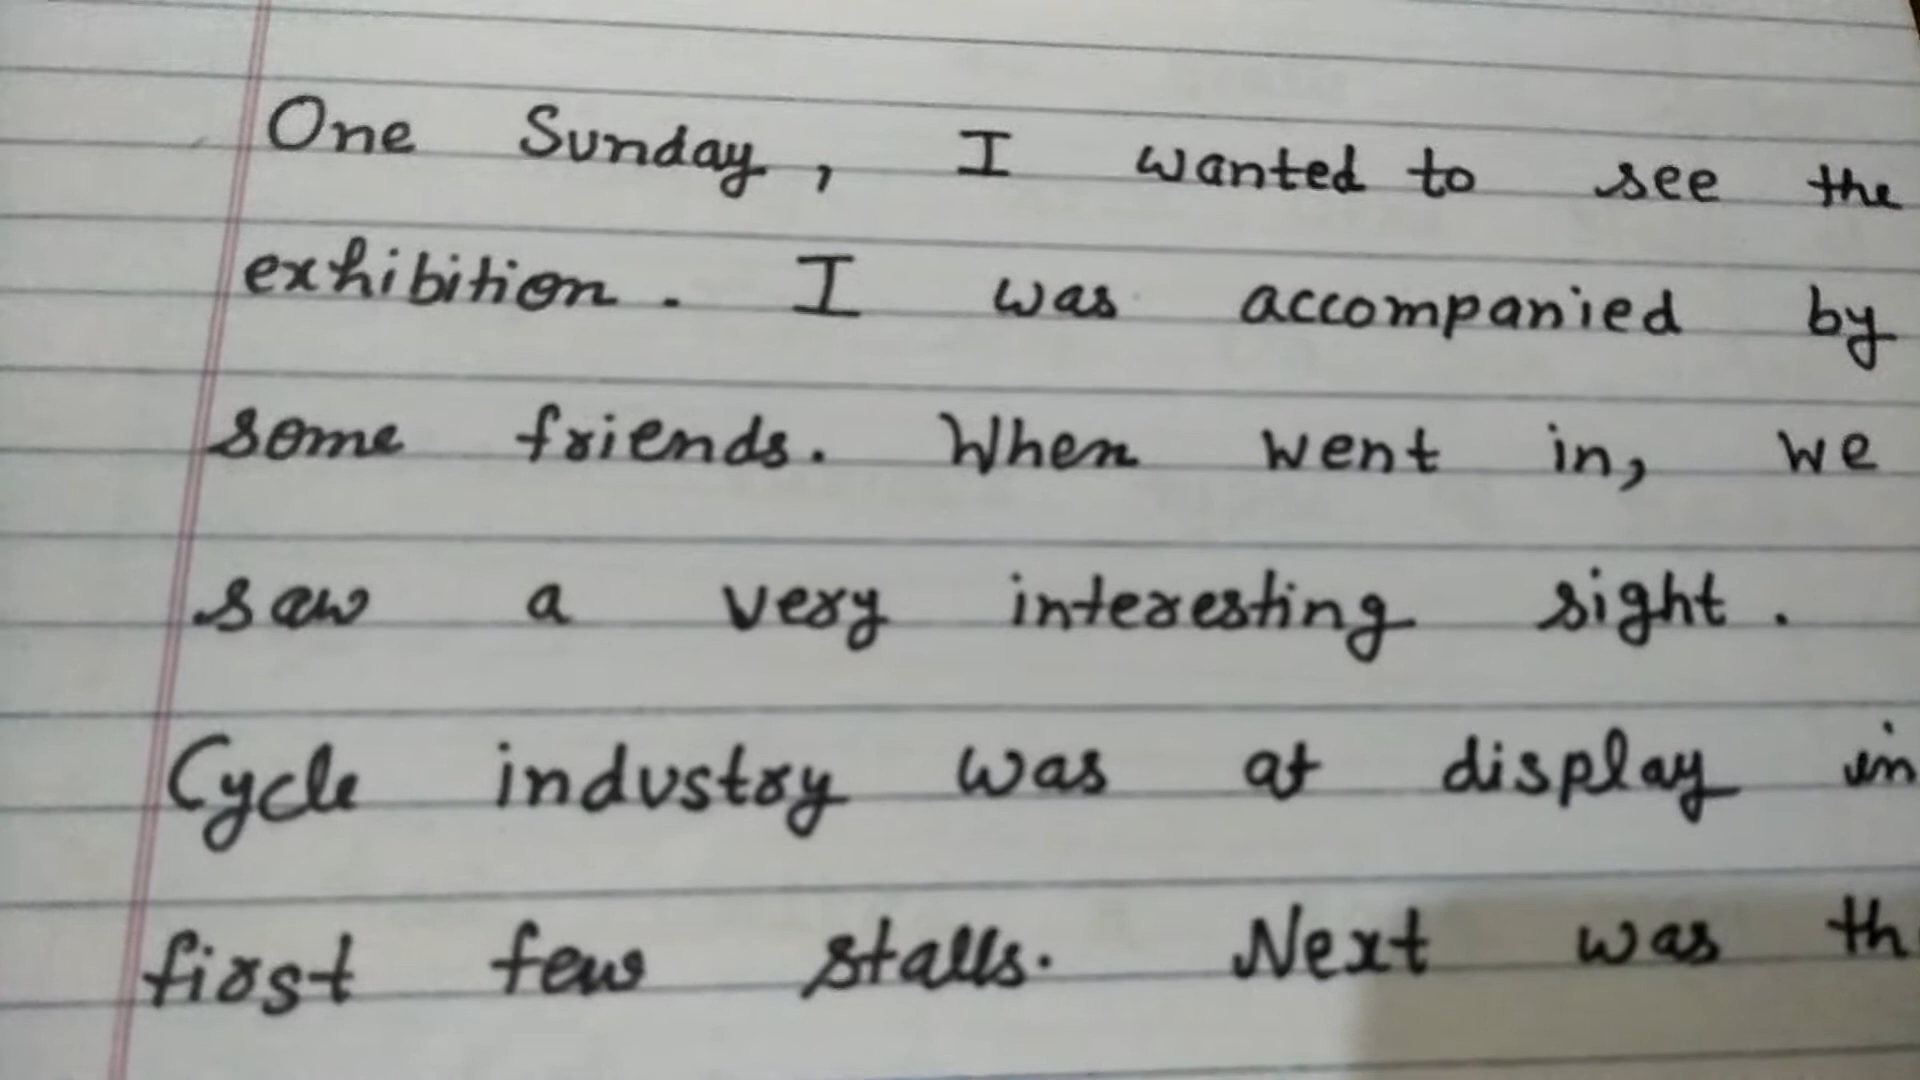 One Sunday, I wanted to see the
exhibition. I was accompanied by
some friends. When went in, we
saw a very interesting sight.
Cycle industry was at display in
first few stalls. Next was